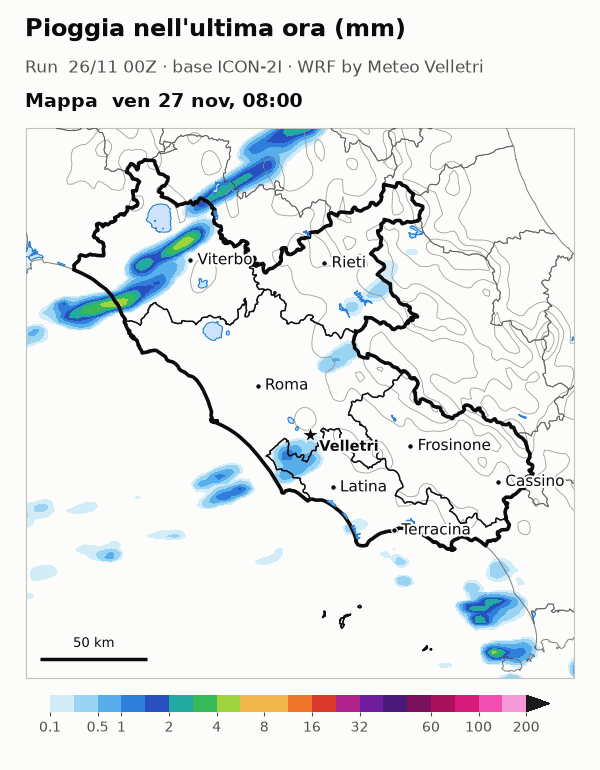 Pioggia nell'ultima ora (mm)
Run  26/11 00Z · base ICON-2I · WRF by Meteo Velletri
Mappa  ven 27 nov, 08:00
Viterbo
Rieti
Roma
Velletri
Frosinone
Cassino
Latina
Terracina
50 km
0.1 0.5 1 2 4 8 16 32 60 100 200